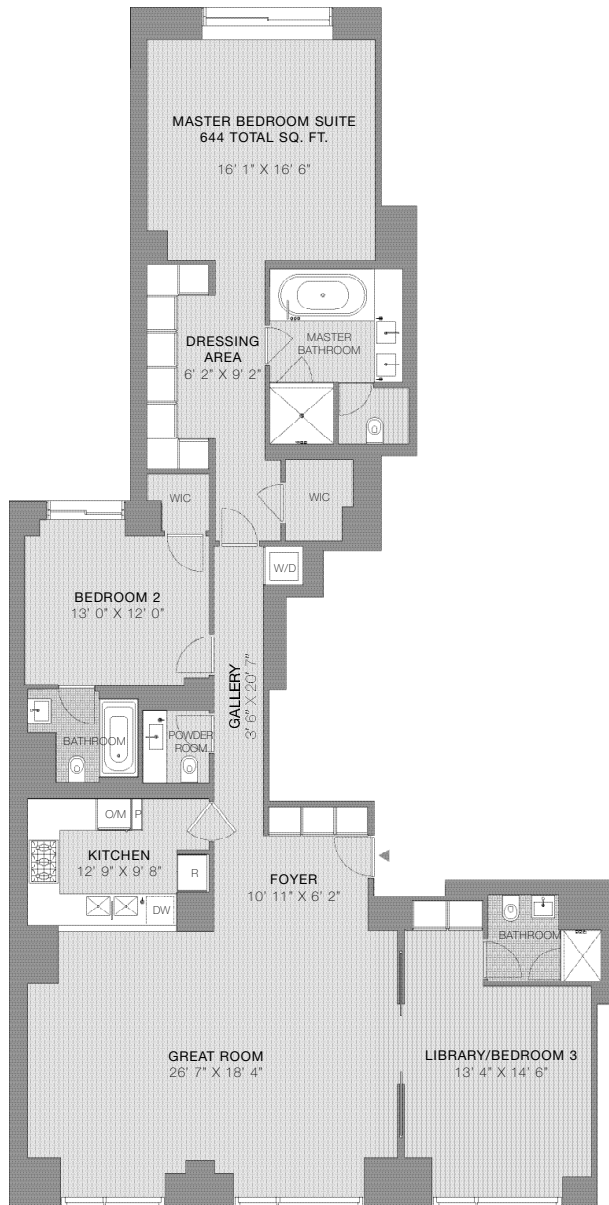 MASTER BEDROOM SUITE
644 TOTAL SQ. FT.
16' 1" X 16' 6"
MASTER
BATHROOM
DRESSING
AREA
6' 2" X 9' 2"
WIC
WIC
W/D
BEDROOM 2
13' 0" X 12' 0"
GALLERY
3' 6" X 20' 7"
BATHROOM
POWDER
ROOM
O/M
P
KITCHEN
12' 9" X 9' 8"
R
DW
FOYER
10' 11" X 6' 2"
BATHROOM
GREAT ROOM
26' 7" X 18' 4"
LIBRARY/BEDROOM 3
13' 4" X 14' 6"